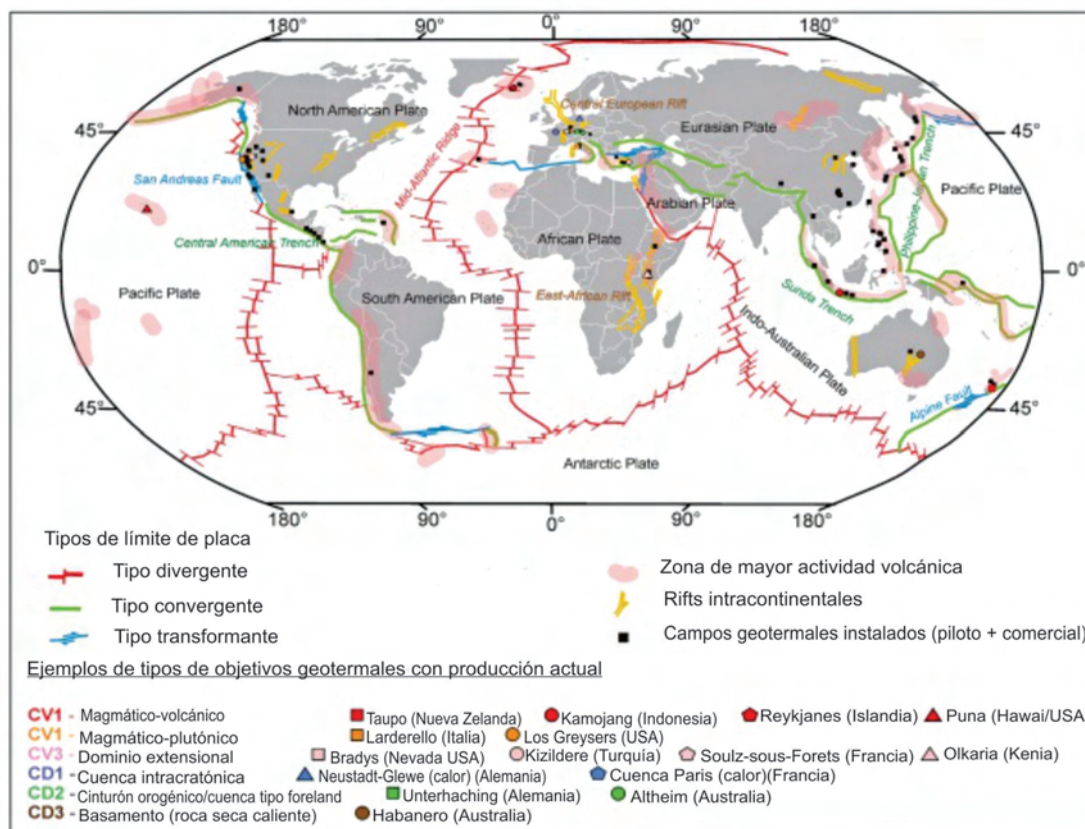 180° 90° 0° 90° 180°
45° 45°
0° 0°
45° 45°
North American Plate
Central European Rift
Eurasian Plate
Mid-Atlantic Ridge
San Andreas Fault
Arabian Plate
Philippine-Japan Trench
Pacific Plate
Central American Trench
African Plate
Pacific Plate
South American Plate
East-African Rift
Sunda Trench
Indo-Australian Plate
Alpine Fault
Antarctic Plate
180° 90° 0° 90° 180°
Tipos de límite de placa
Tipo divergente
Tipo convergente
Tipo transformante
Zona de mayor actividad volcánica
Rifts intracontinentales
Campos geotermales instalados (piloto + comercial)
Ejemplos de tipos de objetivos geotermales con producción actual
CV1 - Magmático-volcánico Taupo (Nueva Zelanda) Kamojang (Indonesia) Reykjanes (Islandia) Puna (Hawai/USA)
CV1 - Magmático-plutónico Larderello (Italia) Los Greysers (USA)
CV3 - Dominio extensional Bradys (Nevada USA) Kizildere (Turquía) Soulz-sous-Forets (Francia) Olkaria (Kenia)
CD1 - Cuenca intracratónica Neustadt-Glewe (calor) (Alemania) Cuenca Paris (calor)(Francia)
CD2 - Cinturón orogénico/cuenca tipo foreland Unterhaching (Alemania) Altheim (Australia)
CD3 - Basamento (roca seca caliente) Habanero (Australia)